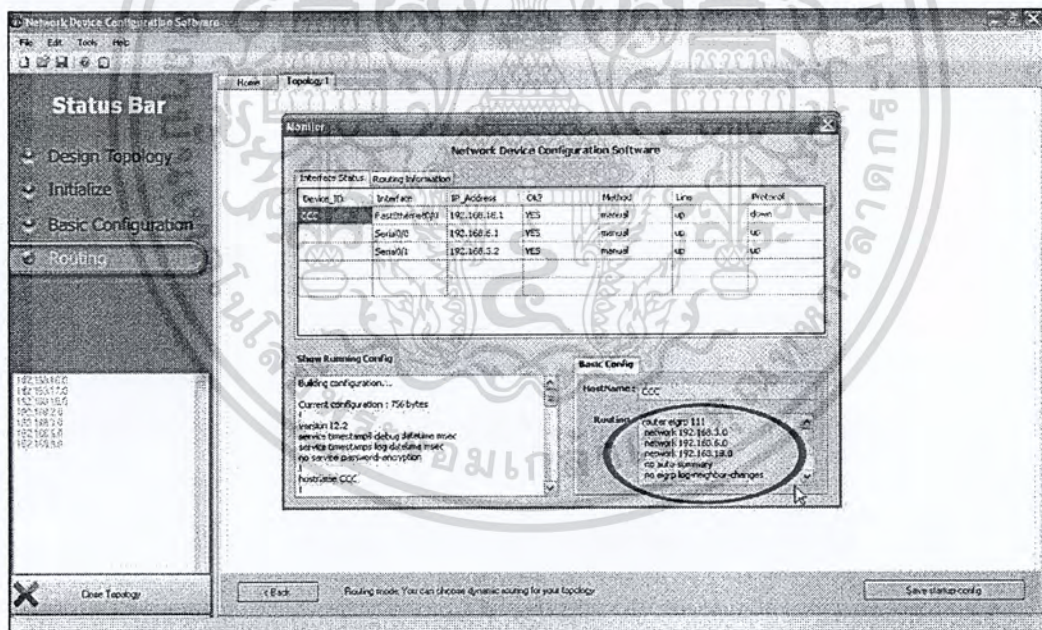 Network Device Configuration Software
File Edit Tools Help
Home Topology 1
Status Bar
Design Topology
Initialize
Basic Configuration
Routing
Monitor
Network Device Configuration Software
Interface Status Routing Information
Device_ID Interface IP_Address OK? Method Line Protocol
CCC FastEthernet0/0 192.168.18.1 YES manual up down
Serial0/0 192.168.6.1 YES manual up up
Serial0/1 192.168.3.2 YES manual up up
Show Running Config
Building configuration...
Current configuration : 756 bytes
!
version 12.2
service timestamps debug datetime msec
service timestamps log datetime msec
no service password-encryption
!
hostname CCC
!
Basic Config
HostName : CCC
Routing
router eigrp 111
network 192.168.3.0
network 192.168.6.0
network 192.168.18.0
no auto-summary
no eigrp log-neighbor-changes
Close Topology
< Back
Routing mode: You can choose dynamic routing for your topology
Save startup-config